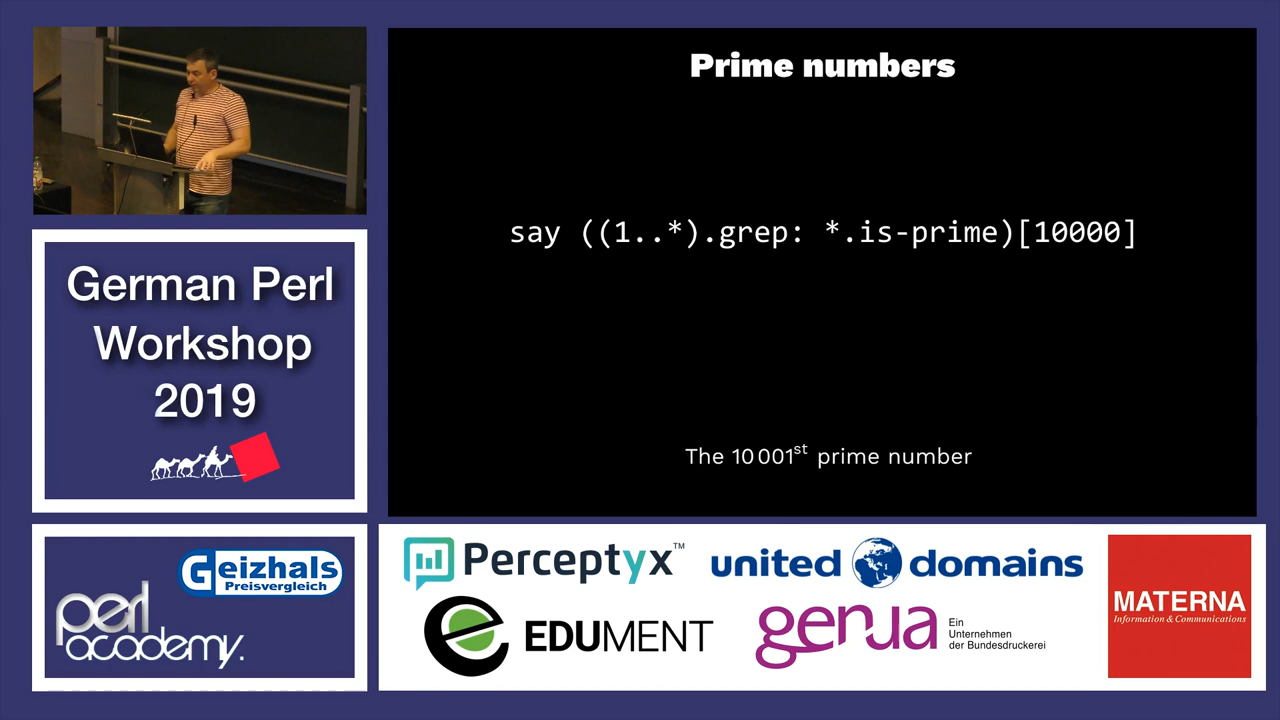 Prime numbers
say ((1..*).grep: *.is-prime)[10000]
The 10 001st prime number
German Perl
Workshop
2019
Geizhals
Preisvergleich
perl
academy.
Perceptyx™
united domains
EDUMENT
genua
Ein
Unternehmen
der Bundesdruckerei
MATERNA
Information & Communications